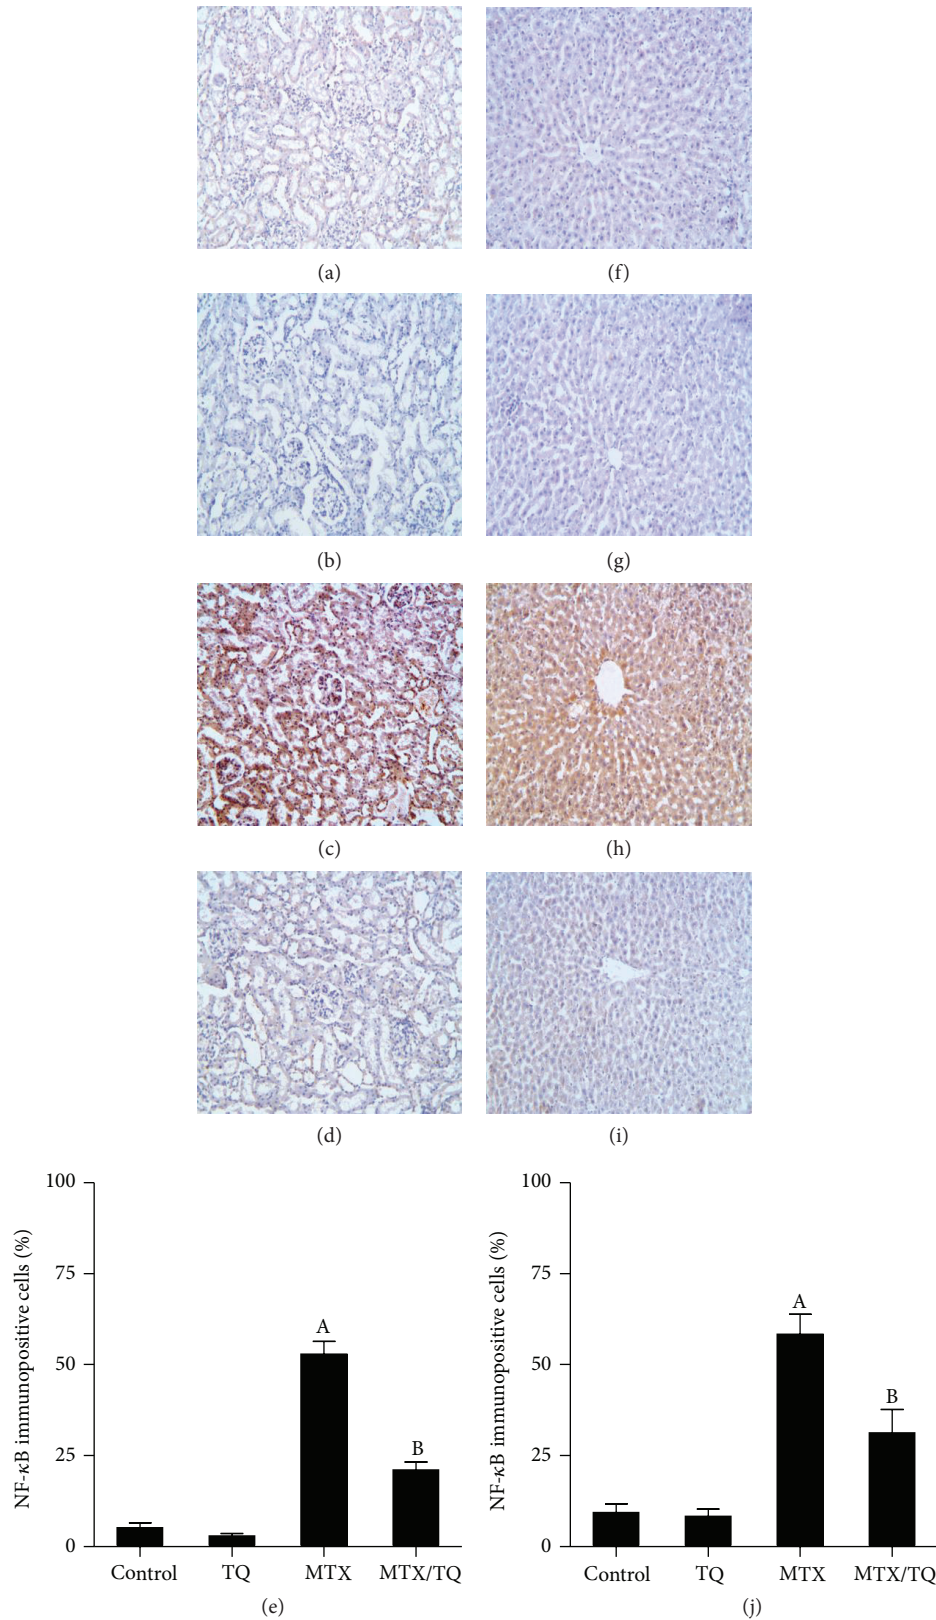 (a)
(f)
(b)
(g)
(c)
(h)
(d)
(i)
100
75
50
25
0
NF-κB immunopositive cells (%)
A
B
Control TQ MTX MTX/TQ
(e)
100
75
50
25
0
NF-κB immunopositive cells (%)
A
B
Control TQ MTX MTX/TQ
(j)